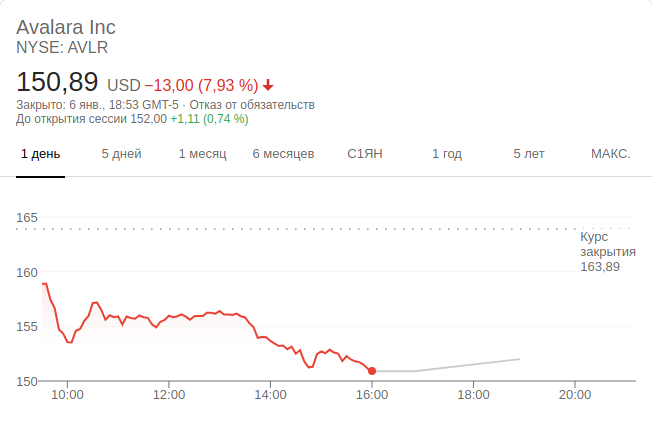 Avalara Inc
NYSE: AVLR
150,89 USD −13,00 (7,93 %)
Закрыто: 6 янв., 18:53 GMT-5 · Отказ от обязательств
До открытия сессии 152,00 +1,11 (0,74 %)
1 день 5 дней 1 месяц 6 месяцев С1ЯН 1 год 5 лет МАКС.
165
Курс
закрытия
163,89
160
155
150
10:00 12:00 14:00 16:00 18:00 20:00